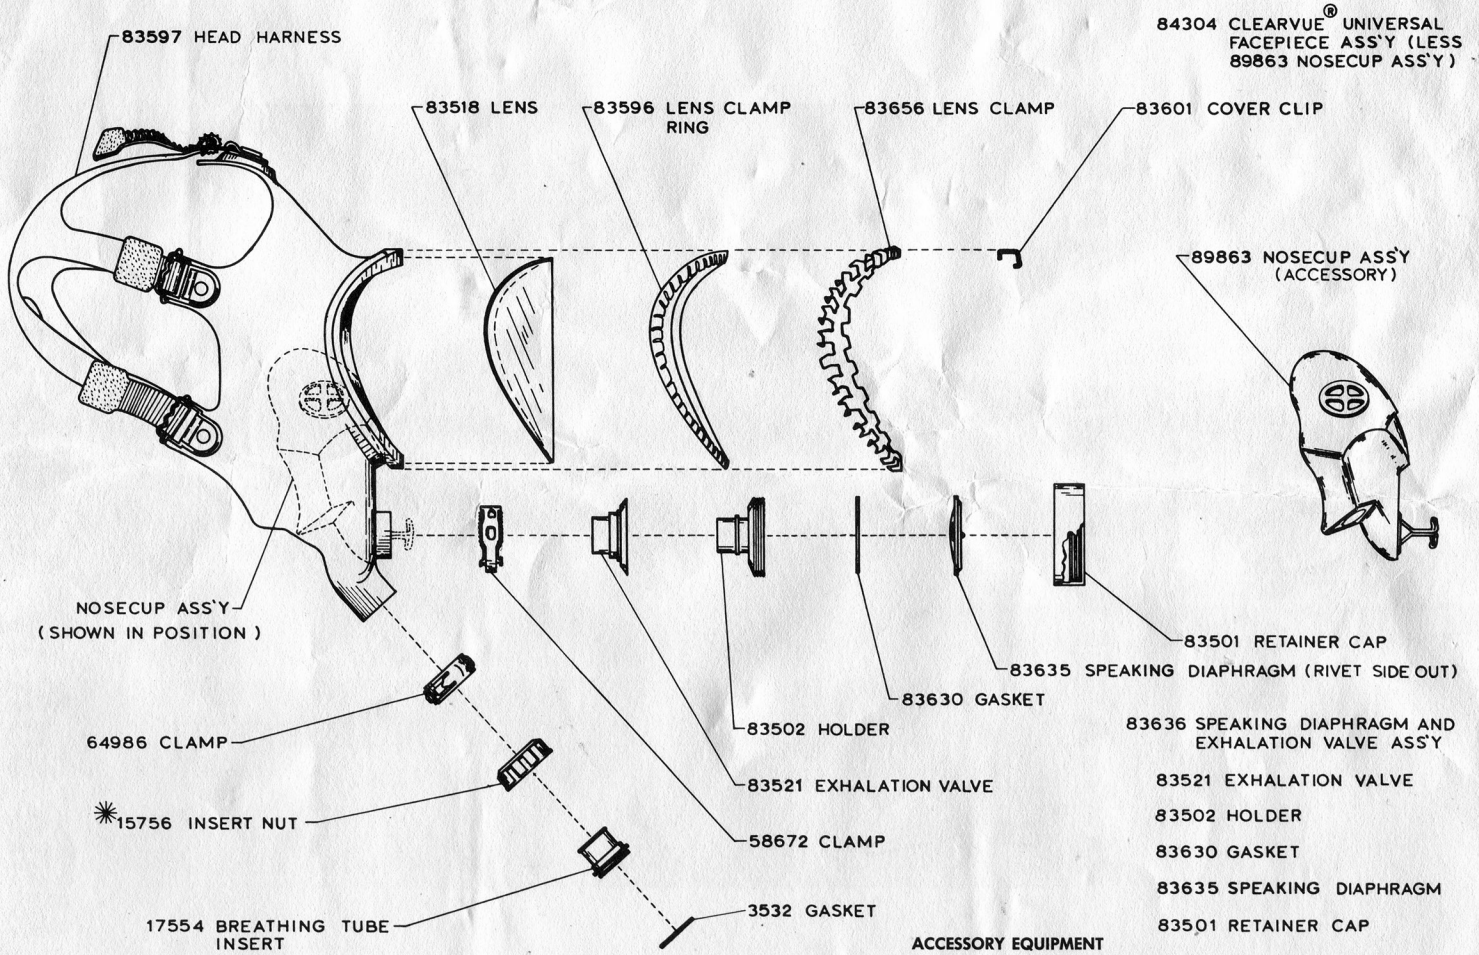 83597 HEAD HARNESS
84304 CLEARVUE® UNIVERSAL
FACEPIECE ASS'Y (LESS
89863 NOSECUP ASS'Y)
83518 LENS
83596 LENS CLAMP
RING
83656 LENS CLAMP
83601 COVER CLIP
89863 NOSECUP ASS'Y
(ACCESSORY)
NOSECUP ASS'Y
(SHOWN IN POSITION)
83501 RETAINER CAP
83635 SPEAKING DIAPHRAGM (RIVET SIDE OUT)
83630 GASKET
83502 HOLDER
83521 EXHALATION VALVE
58672 CLAMP
64986 CLAMP
✳15756 INSERT NUT
17554 BREATHING TUBE
INSERT
3532 GASKET
83636 SPEAKING DIAPHRAGM AND
EXHALATION VALVE ASS'Y
83521 EXHALATION VALVE
83502 HOLDER
83630 GASKET
83635 SPEAKING DIAPHRAGM
83501 RETAINER CAP
ACCESSORY EQUIPMENT